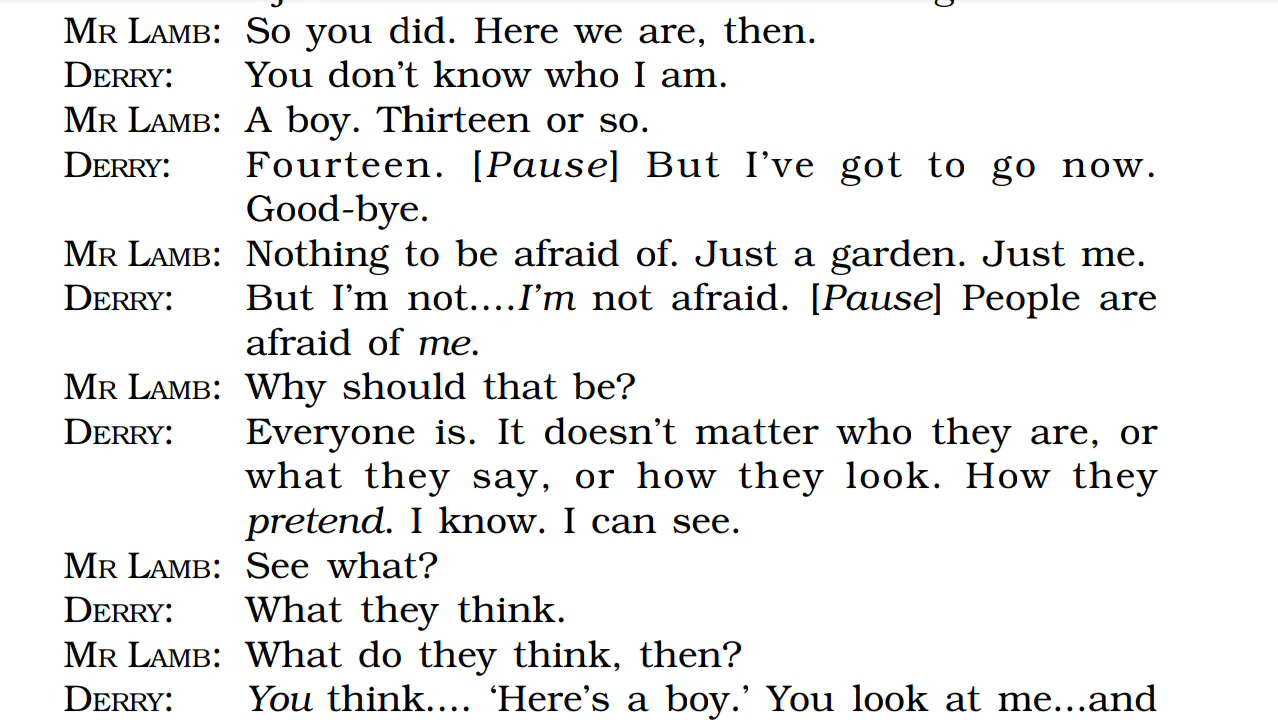 MR LAMB: So you did. Here we are, then.
DERRY: You don’t know who I am.
MR LAMB: A boy. Thirteen or so.
DERRY: Fourteen. [Pause] But I’ve got to go now.
Good-bye.
MR LAMB: Nothing to be afraid of. Just a garden. Just me.
DERRY: But I’m not....I’m not afraid. [Pause] People are
afraid of me.
MR LAMB: Why should that be?
DERRY: Everyone is. It doesn’t matter who they are, or
what they say, or how they look. How they
pretend. I know. I can see.
MR LAMB: See what?
DERRY: What they think.
MR LAMB: What do they think, then?
DERRY: You think.... ‘Here’s a boy.’ You look at me...and